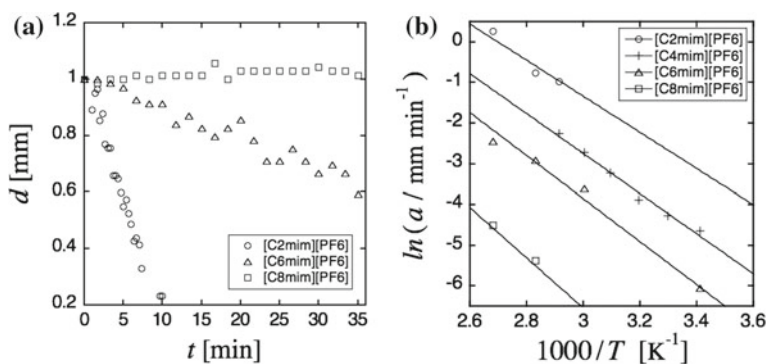 (a)
1
0.8
0.6
0.4
0.2
d [mm]
0 5 10 15 20 25 30 35
t [min]
[C2mim][PF6]
[C6mim][PF6]
[C8mim][PF6]
(b)
0
-1
-2
-3
-4
-5
-6
ln(a / mm min⁻¹)
2.6 2.8 3 3.2 3.4 3.6
1000/T [K⁻¹]
[C2mim][PF6]
[C4mim][PF6]
[C6mim][PF6]
[C8mim][PF6]